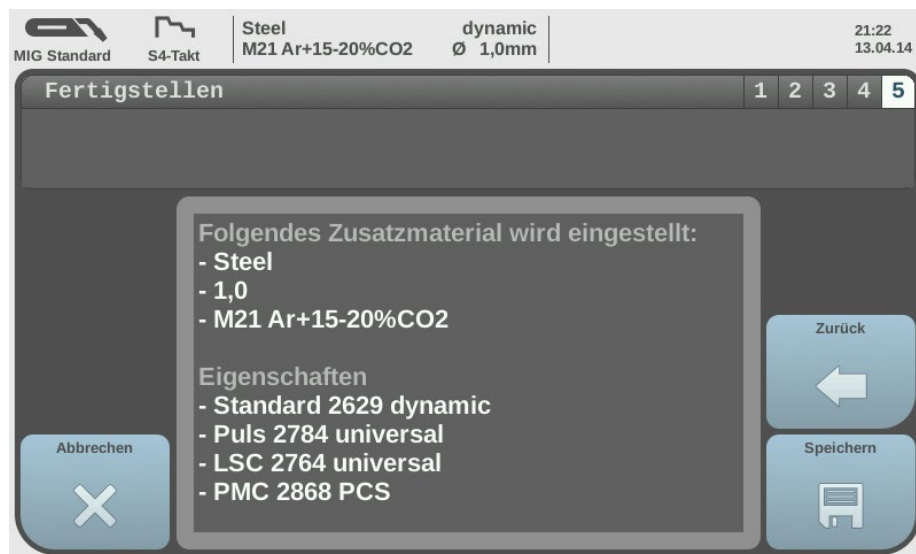 MIG Standard
S4-Takt
Steel dynamic
M21 Ar+15-20%CO2 Ø 1,0mm
21:22
13.04.14
Fertigstellen
1 2 3 4 5
Folgendes Zusatzmaterial wird eingestellt:
- Steel
- 1,0
- M21 Ar+15-20%CO2
Eigenschaften
- Standard 2629 dynamic
- Puls 2784 universal
- LSC 2764 universal
- PMC 2868 PCS
Zurück
Abbrechen
Speichern